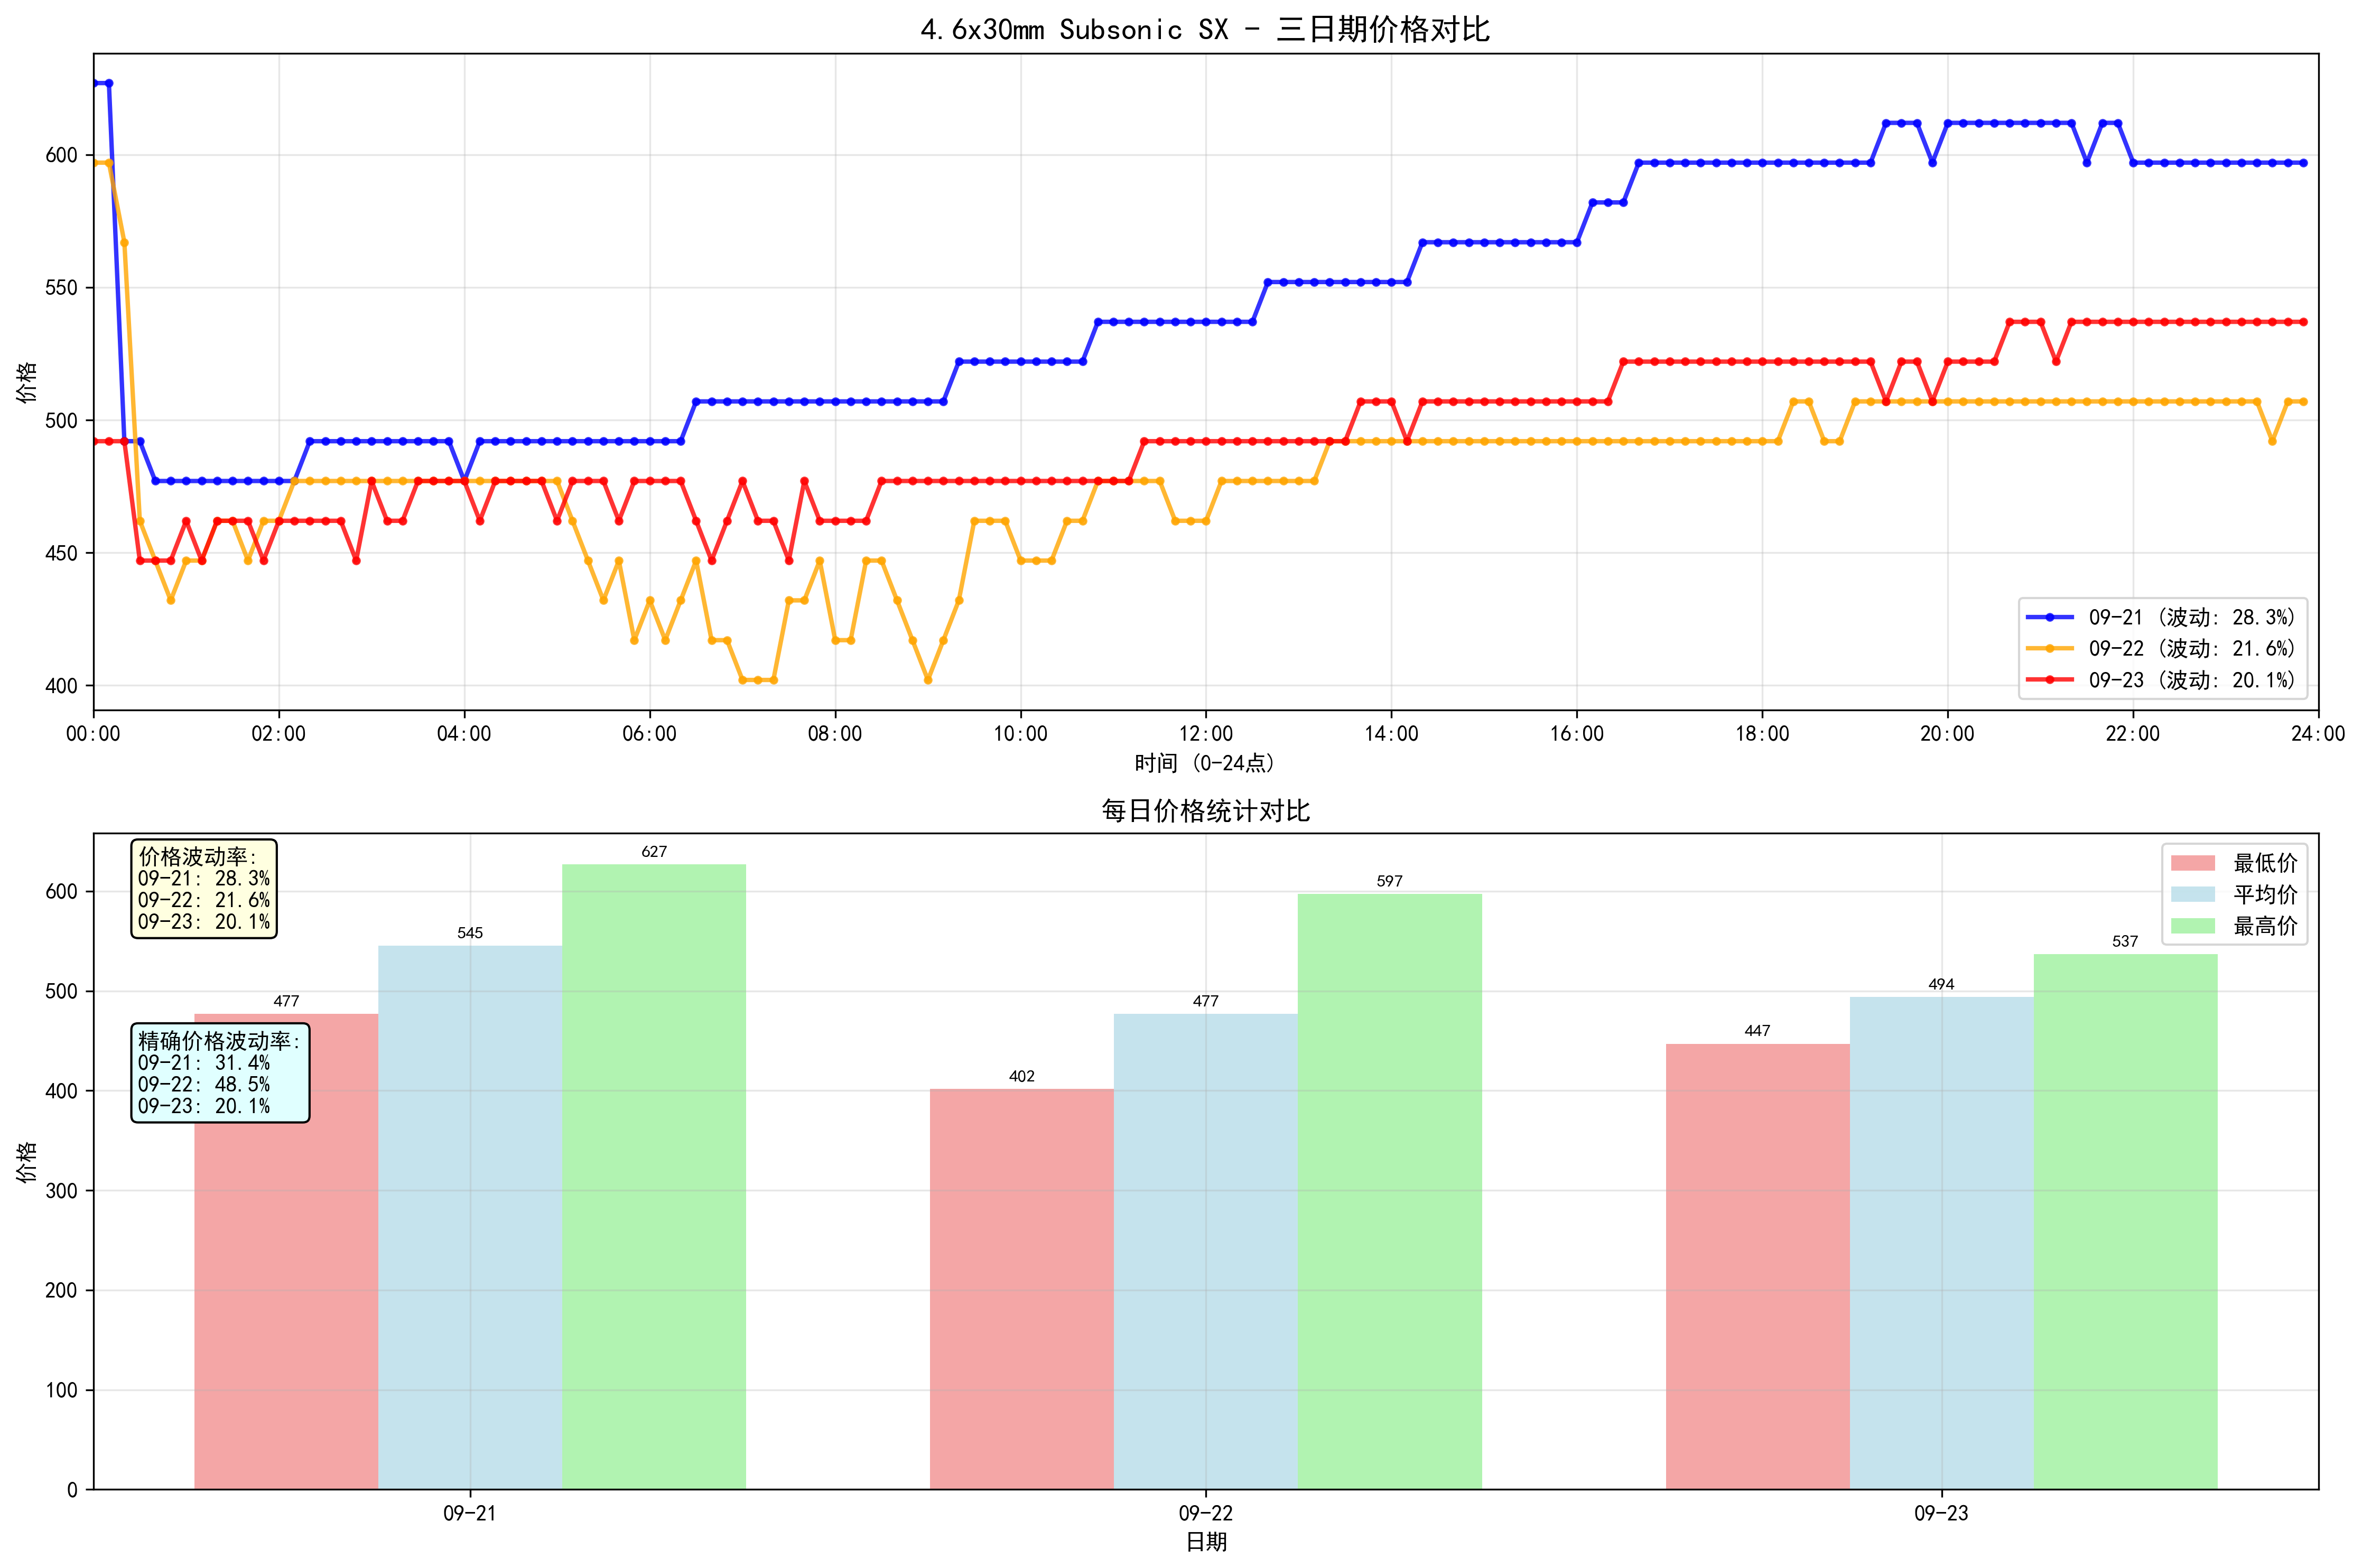 4.6x30mm Subsonic SX - 三日期价格对比
价格
600
550
500
450
400
00:00 02:00 04:00 06:00 08:00 10:00 12:00 14:00 16:00 18:00 20:00 22:00 24:00
时间 (0-24点)
09-21 (波动: 28.3%)
09-22 (波动: 21.6%)
09-23 (波动: 20.1%)
每日价格统计对比
价格
600
500
400
300
200
100
0
价格波动率:
09-21: 28.3%
09-22: 21.6%
09-23: 20.1%
精确价格波动率:
09-21: 31.4%
09-22: 48.5%
09-23: 20.1%
477
545
627
402
477
597
447
494
537
最低价
平均价
最高价
09-21 09-22 09-23
日期